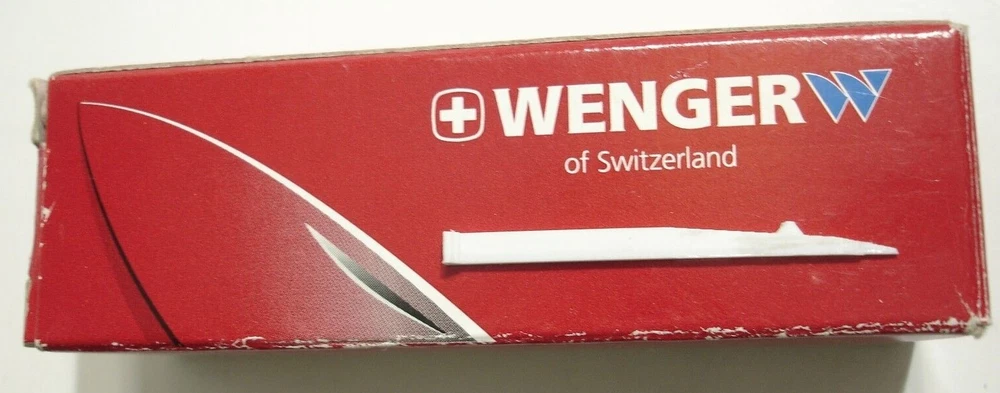 WENGER
of Switzerland